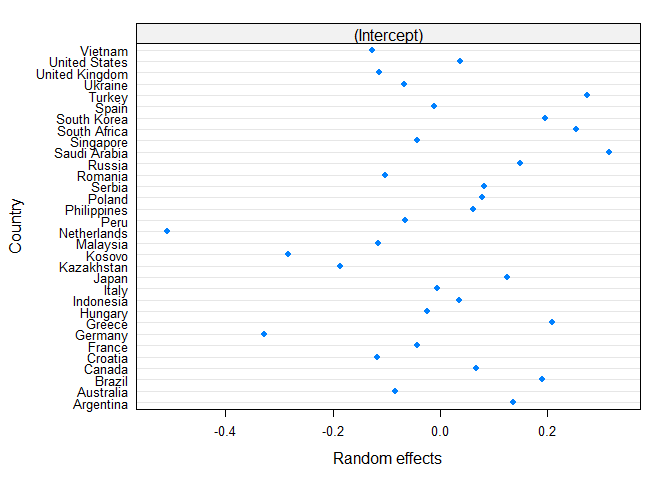 (Intercept)
Vietnam
United States
United Kingdom
Ukraine
Turkey
Spain
South Korea
South Africa
Singapore
Saudi Arabia
Russia
Romania
Serbia
Poland
Philippines
Peru
Netherlands
Malaysia
Kosovo
Kazakhstan
Japan
Italy
Indonesia
Hungary
Greece
Germany
France
Croatia
Canada
Brazil
Australia
Argentina
Country
-0.4 -0.2 0.0 0.2
Random effects